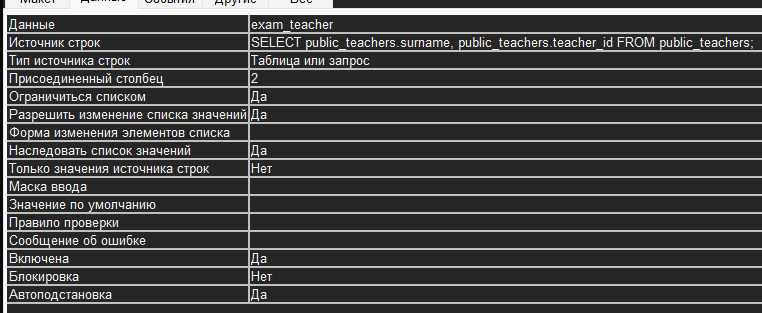 Макет Данные События Другие Все
Данные exam_teacher
Источник строк SELECT public_teachers.surname, public_teachers.teacher_id FROM public_teachers;
Тип источника строк Таблица или запрос
Присоединенный столбец 2
Ограничиться списком Да
Разрешить изменение списка значений Да
Форма изменения элементов списка
Наследовать список значений Да
Только значения источника строк Нет
Маска ввода
Значение по умолчанию
Правило проверки
Сообщение об ошибке
Включена Да
Блокировка Нет
Автоподстановка Да